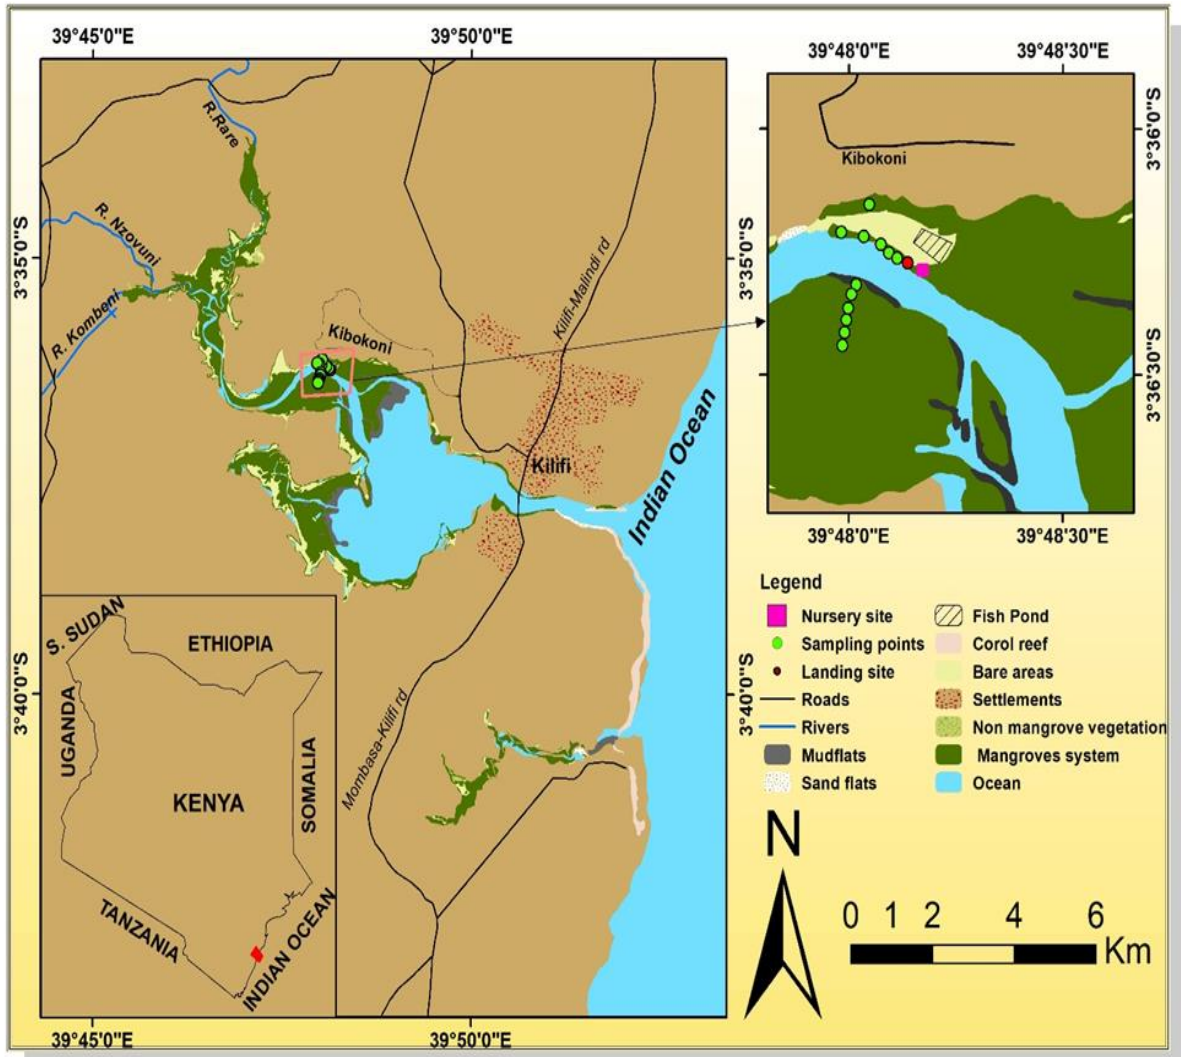 39°45'0"E
39°50'0"E
39°48'0"E
39°48'30"E
R.Rare
R. Nzovuni
R. Kombeni
3°35'0"S
3°35'0"S
3°36'0"S
3°36'30"S
Kibokoni
Kibokoni
Kilifi-Malindi rd
Kilifi
Indian Ocean
39°48'0"E
39°48'30"E
3°40'0"S
3°40'0"S
Mombasa-Kilifi rd
S. SUDAN
ETHIOPIA
UGANDA
SOMALIA
KENYA
TANZANIA
INDIAN OCEAN
39°45'0"E
39°50'0"E
Legend
Nursery site
Sampling points
Landing site
Roads
Rivers
Mudflats
Sand flats
Fish Pond
Corol reef
Bare areas
Settlements
Non mangrove vegetation
Mangroves system
Ocean
N
0 1 2 4 6
Km